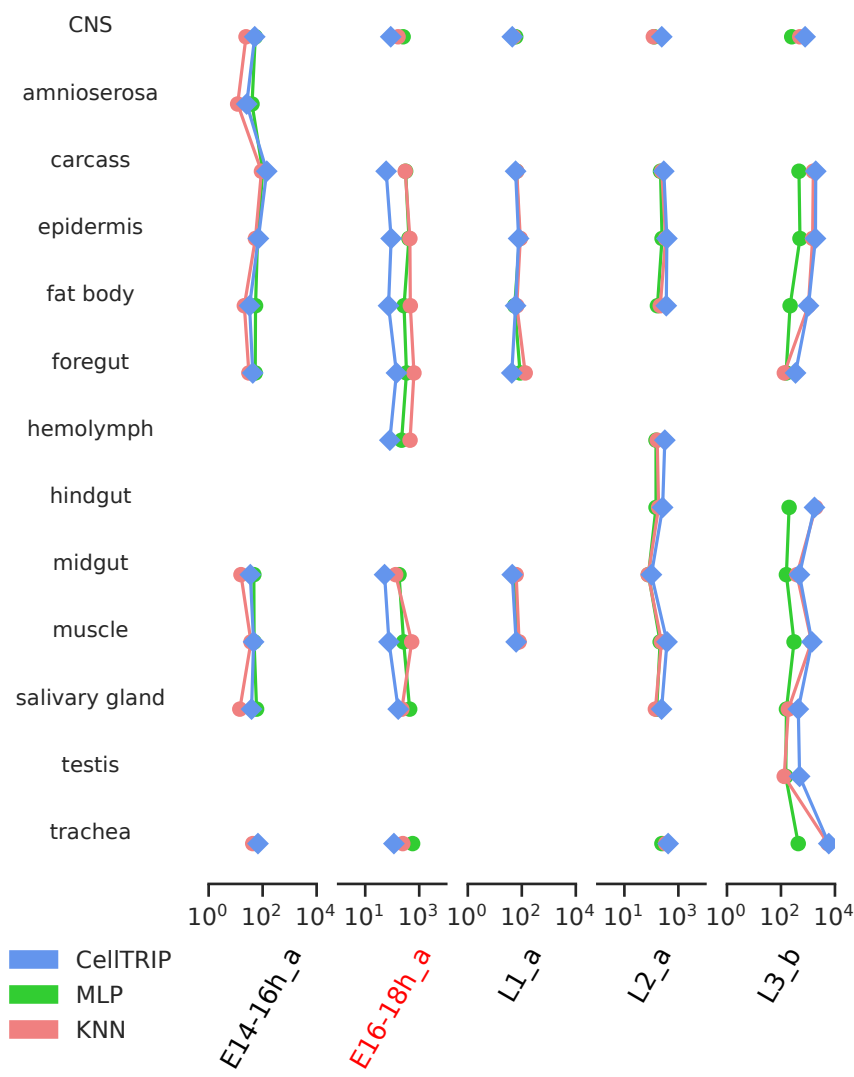 CNS
amnioserosa
carcass
epidermis
fat body
foregut
hemolymph
hindgut
midgut
muscle
salivary gland
testis
trachea
10^0 10^2 10^4 10^1 10^3 10^0 10^2 10^4 10^1 10^3 10^0 10^2 10^4
E14-16h_a E16-18h_a L1_a L2_a L3_b
CellTRIP
MLP
KNN